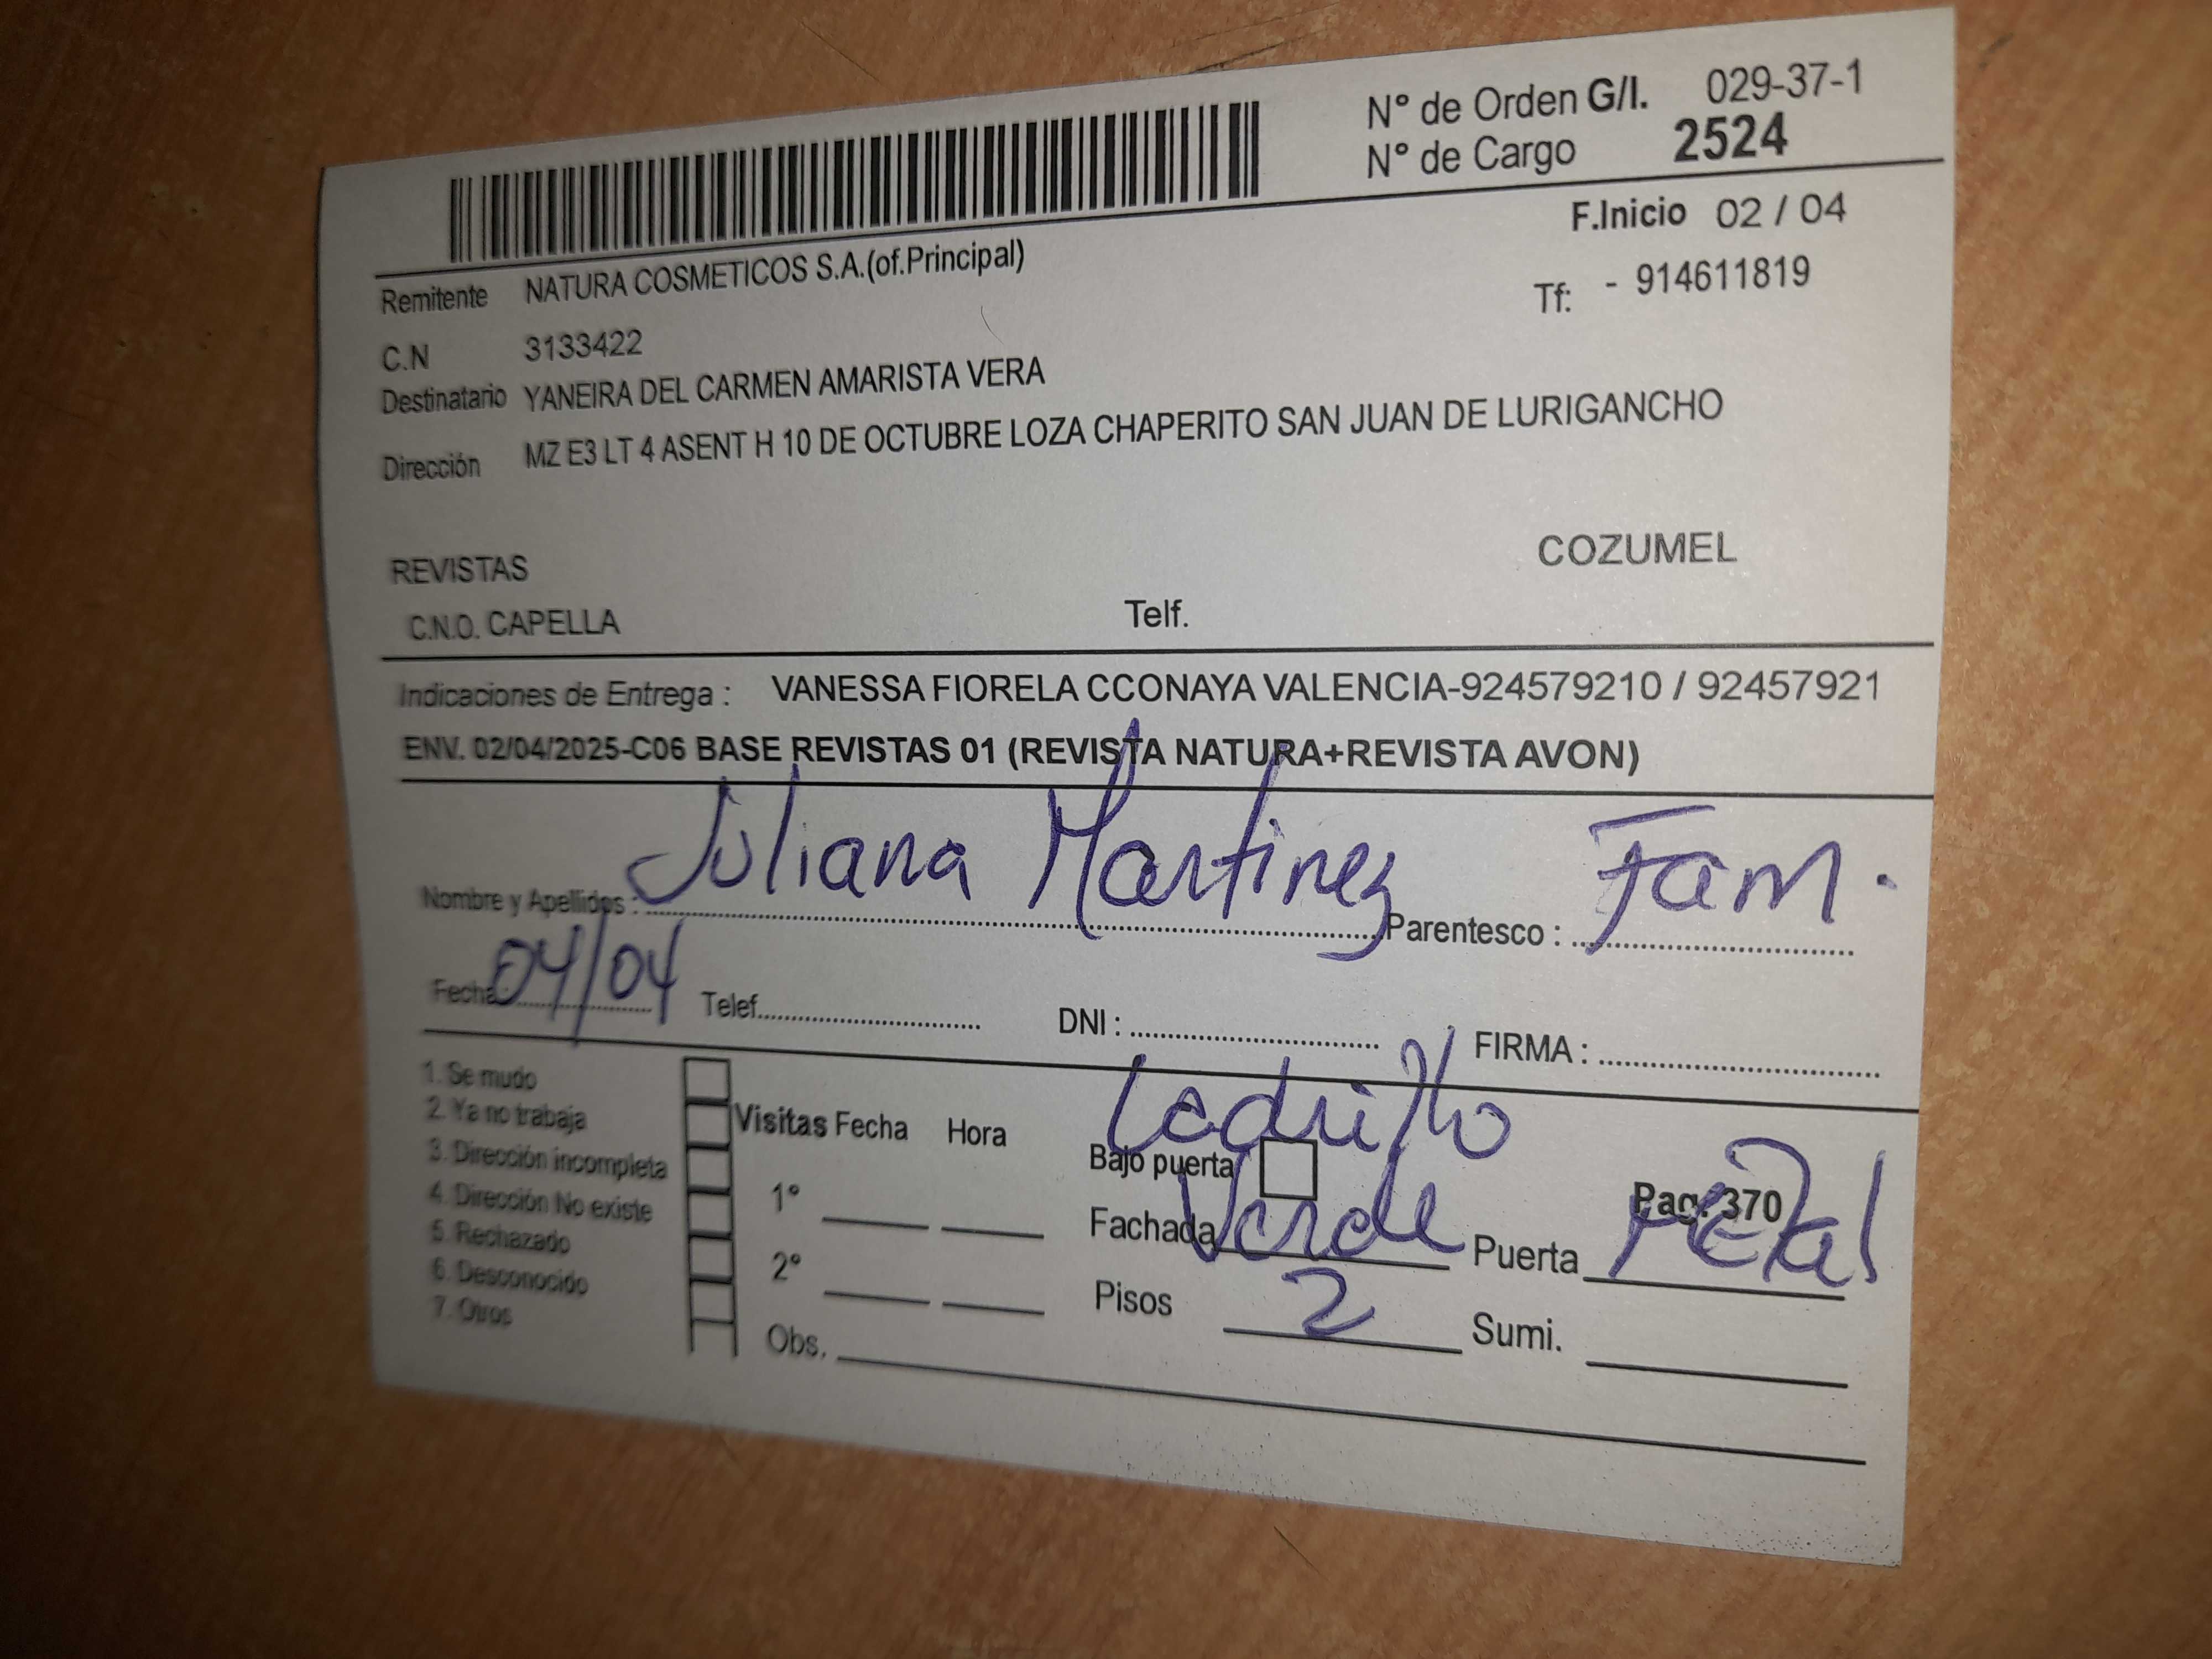 N° de Orden G/I. 029-37-1
N° de Cargo 2524
F.Inicio 02 / 04
Remitente NATURA COSMETICOS S.A.(of.Principal)
Tf: - 914611819
C.N 3133422
Destinatario YANEIRA DEL CARMEN AMARISTA VERA
Dirección MZ E3 LT 4 ASENT H 10 DE OCTUBRE LOZA CHAPERITO SAN JUAN DE LURIGANCHO
REVISTAS COZUMEL
C.N.O. CAPELLA Telf.
Indicaciones de Entrega : VANESSA FIORELA CCONAYA VALENCIA-924579210 / 92457921
ENV. 02/04/2025-C06 BASE REVISTAS 01 (REVISTA NATURA+REVISTA AVON)
Nombre y Apellidos : Juliana Martinez Parentesco : Fam.
Fecha: 04/04 Telef. DNI : FIRMA :
1. Se mudo
2. Ya no trabaja
3. Dirección incompleta
4. Dirección No existe
5. Rechazado
6. Desconocido
7. Otros
Visitas Fecha Hora
1°
2°
Obs.
Ladrillo
Bajo puerta
Pag. 370
Fachada Verde Puerta Metal
Pisos 2 Sumi.